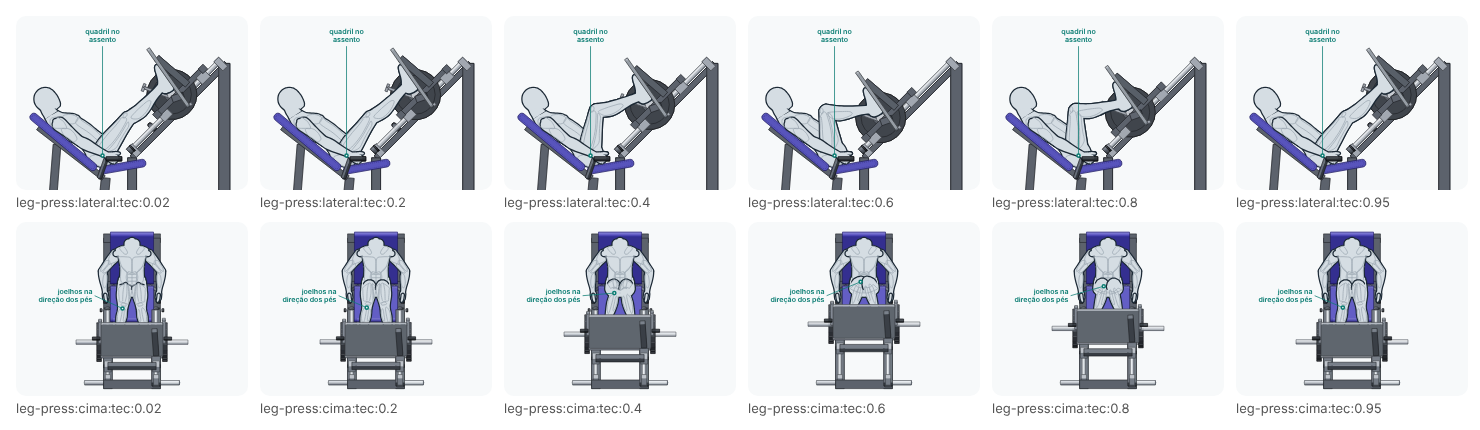 quadril no
assento
quadril no
assento
quadril no
assento
quadril no
assento
quadril no
assento
quadril no
assento
leg-press:lateral:tec:0.02
leg-press:lateral:tec:0.2
leg-press:lateral:tec:0.4
leg-press:lateral:tec:0.6
leg-press:lateral:tec:0.8
leg-press:lateral:tec:0.95
joelhos na
direção dos pés
joelhos na
direção dos pés
joelhos na
direção dos pés
joelhos na
direção dos pés
joelhos na
direção dos pés
joelhos na
direção dos pés
leg-press:cima:tec:0.02
leg-press:cima:tec:0.2
leg-press:cima:tec:0.4
leg-press:cima:tec:0.6
leg-press:cima:tec:0.8
leg-press:cima:tec:0.95